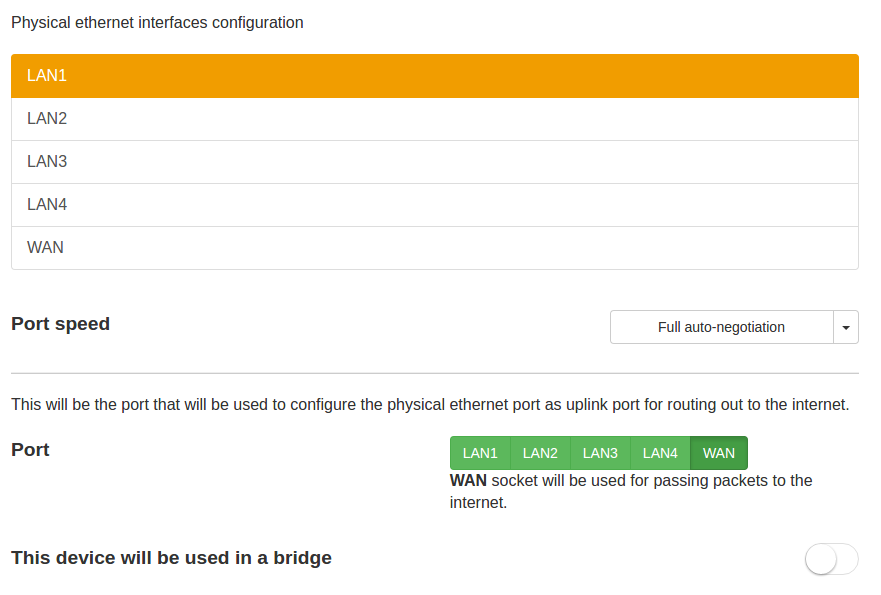 Physical ethernet interfaces configuration
LAN1
LAN2
LAN3
LAN4
WAN
Port speed
Full auto-negotiation
This will be the port that will be used to configure the physical ethernet port as uplink port for routing out to the internet.
Port
LAN1 LAN2 LAN3 LAN4 WAN
WAN socket will be used for passing packets to the
internet.
This device will be used in a bridge